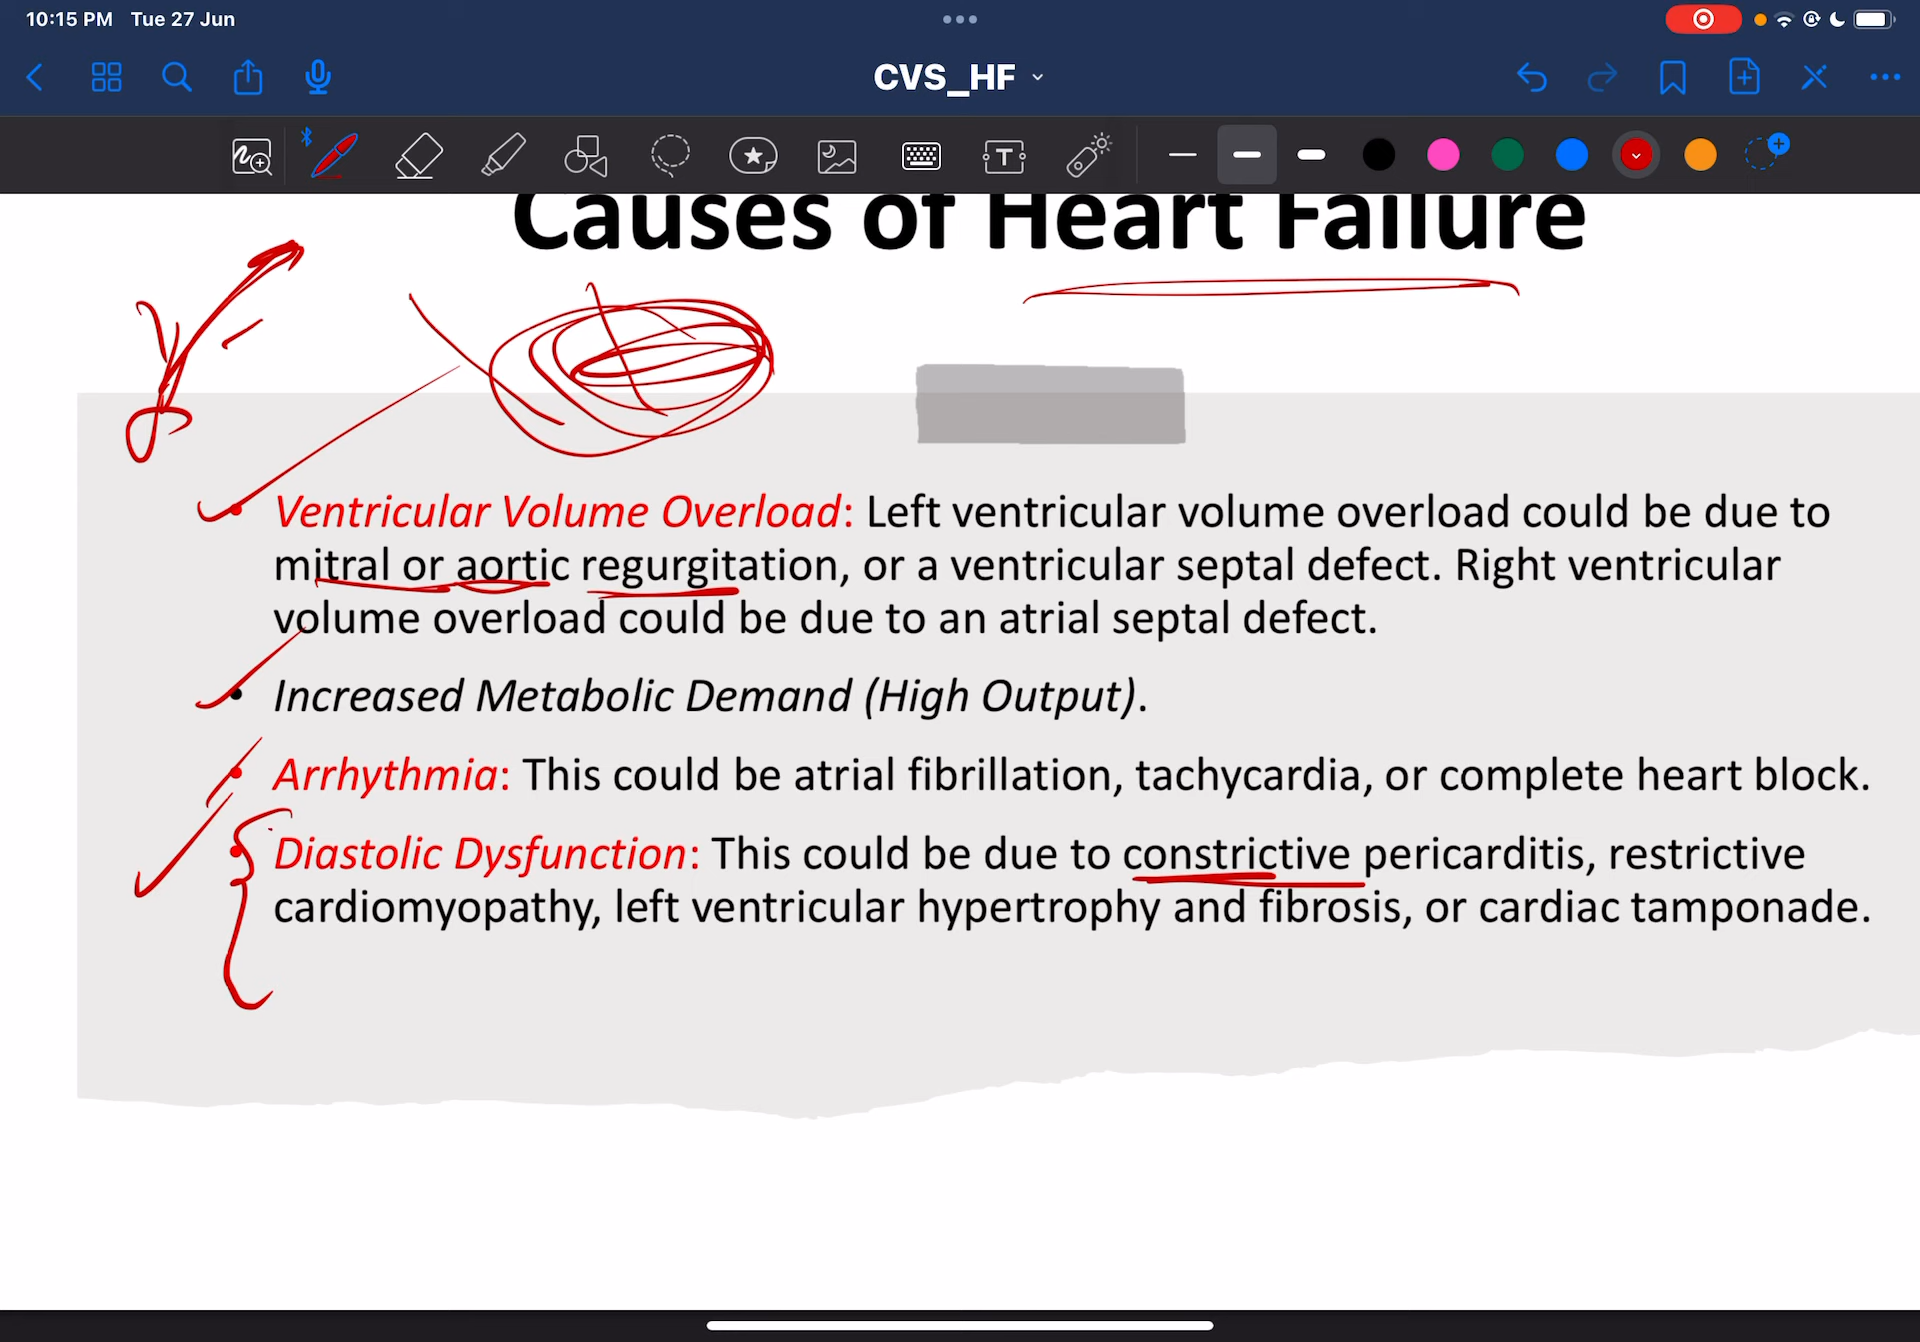 10:15 PM Tue 27 Jun
CVS_HF
Causes of Heart Failure
• Ventricular Volume Overload: Left ventricular volume overload could be due to
mitral or aortic regurgitation, or a ventricular septal defect. Right ventricular
volume overload could be due to an atrial septal defect.
• Increased Metabolic Demand (High Output).
• Arrhythmia: This could be atrial fibrillation, tachycardia, or complete heart block.
• Diastolic Dysfunction: This could be due to constrictive pericarditis, restrictive
cardiomyopathy, left ventricular hypertrophy and fibrosis, or cardiac tamponade.